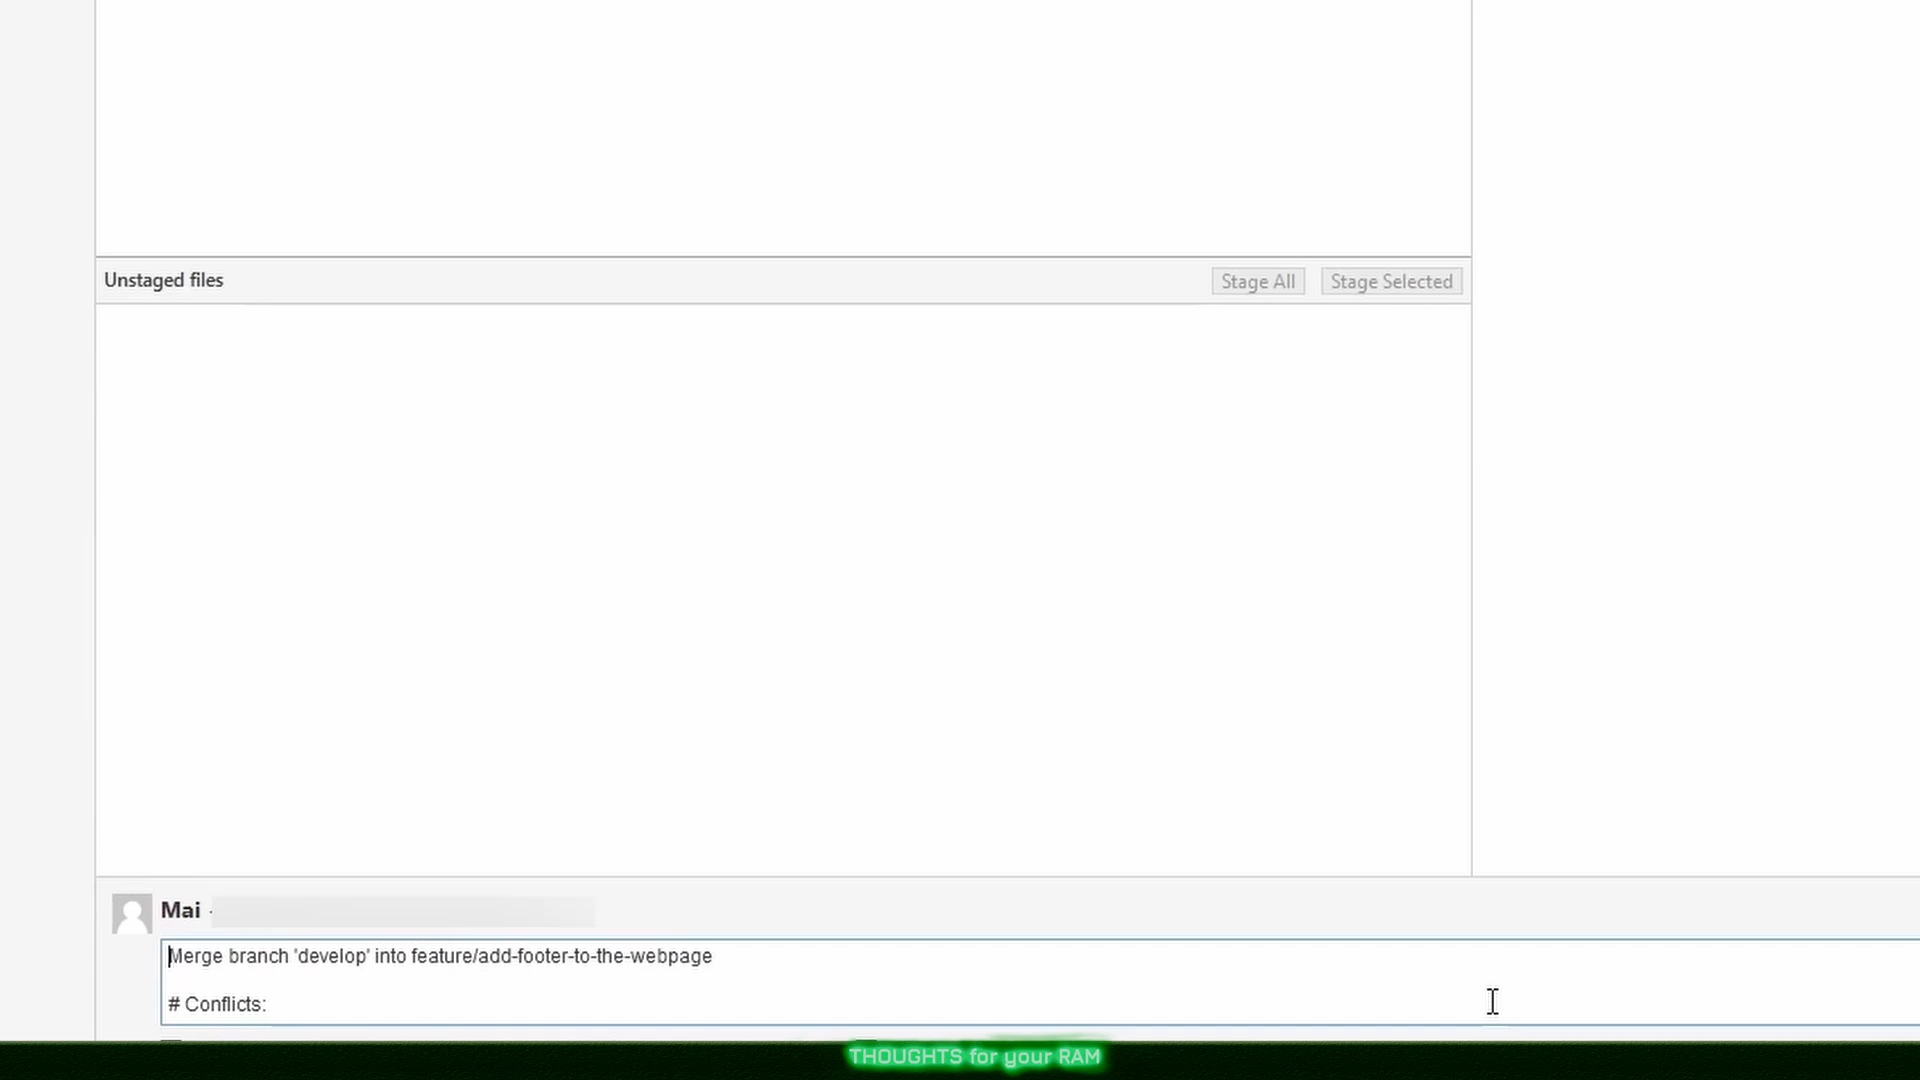 Unstaged files Stage All Stage Selected
Mai
Merge branch 'develop' into feature/add-footer-to-the-webpage
# Conflicts:
THOUGHTS for your RAM